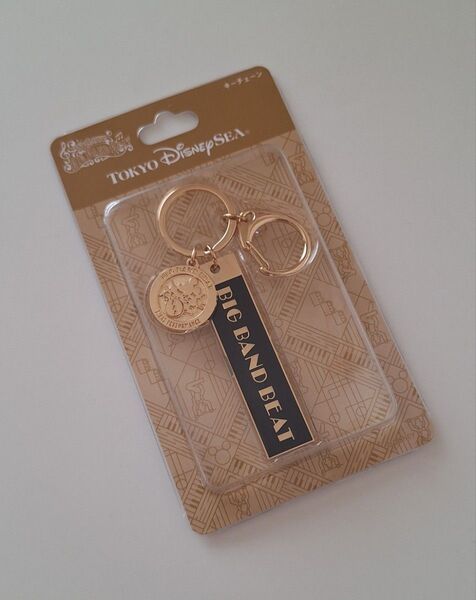 キーチェーン
TOKYO DISNEYSEA®
BIG BAND BEAT